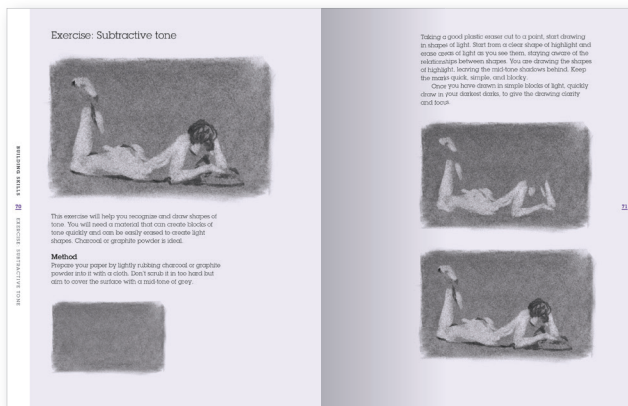 Exercise: Subtractive tone
This exercise will help you recognize and draw shapes of
tone. You will need a material that can create blocks of
tone quickly and can be easily erased to create light
shapes. Charcoal or graphite powder is ideal.
Method
Prepare your paper by lightly rubbing charcoal or graphite
powder into it with a cloth. Don't scrub it in too hard but
aim to cover the surface with a mid-tone of grey.
BUILDING SKILLS
70
EXERCISE: SUBTRACTIVE TONE
Taking a good plastic eraser cut to a point, start drawing
in shapes of light. Start from a clear shape of highlight and
erase areas of light as you see them, staying aware of the
relationships between shapes. You are drawing the shapes
of highlight, leaving the mid-tone shadows behind. Keep
the marks quick, simple, and blocky.
Once you have drawn in simple blocks of light, quickly
draw in your darkest darks, to give the drawing clarity
and focus.
71